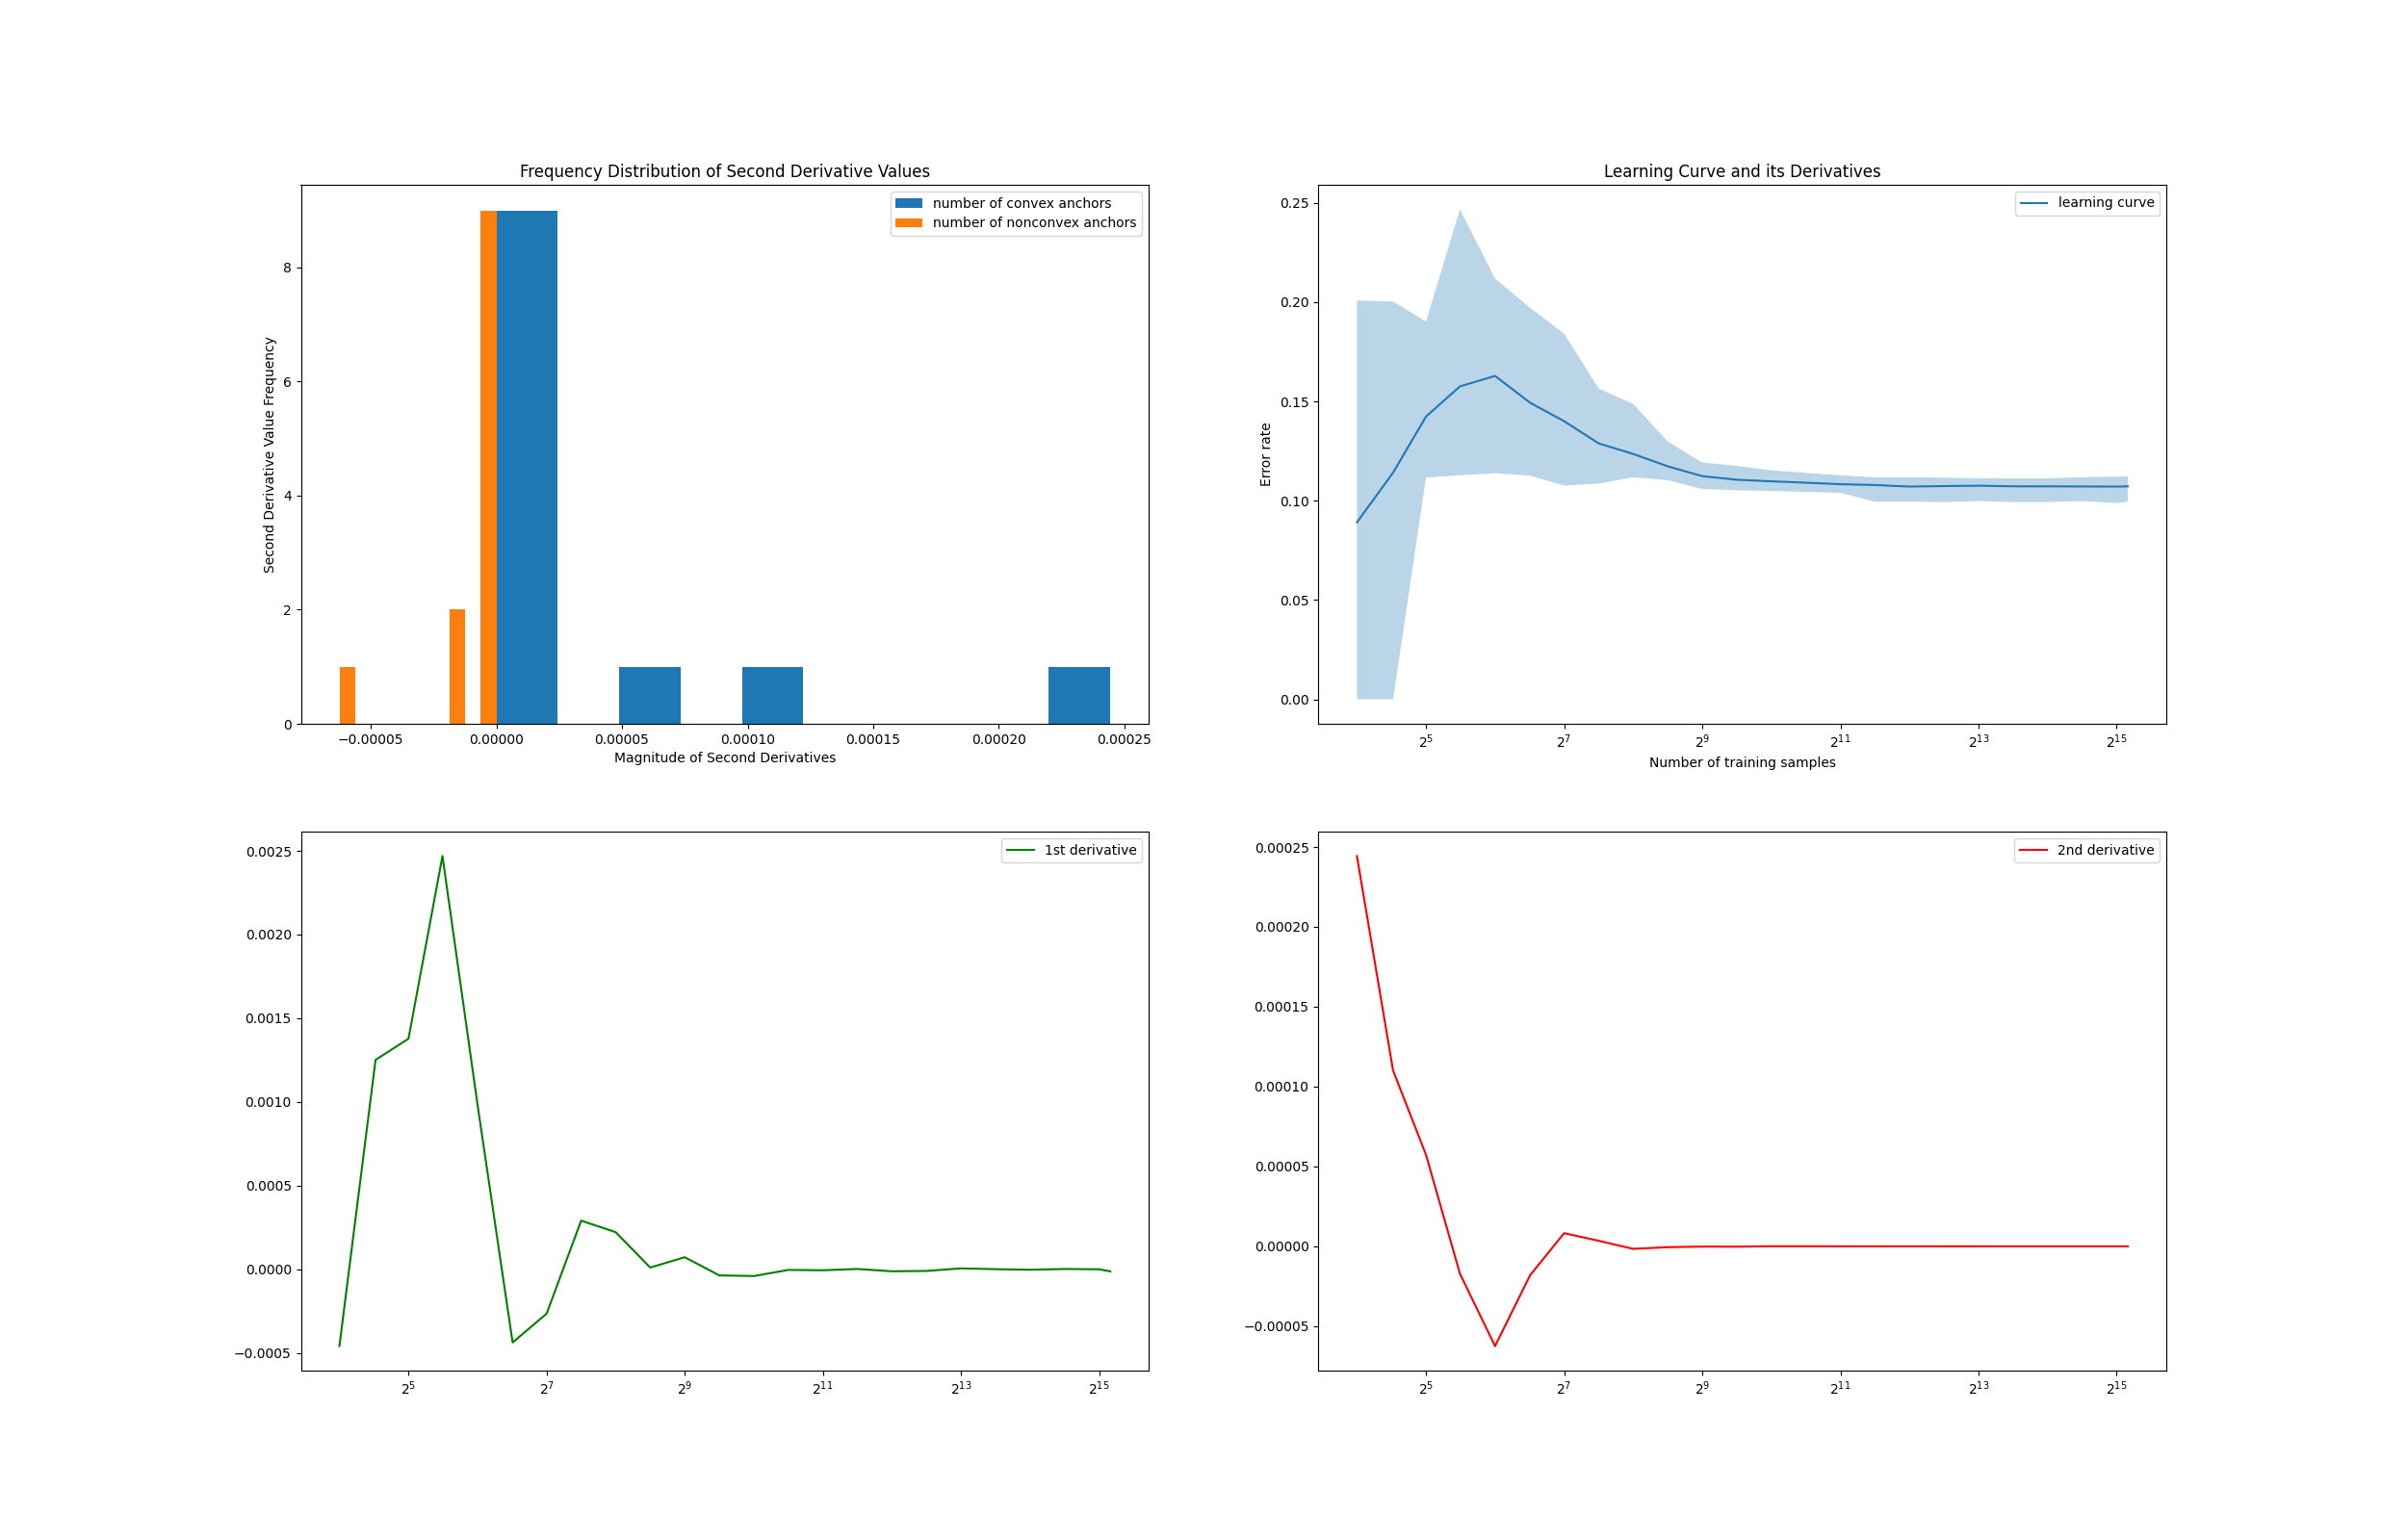 Frequency Distribution of Second Derivative Values
number of convex anchors
number of nonconvex anchors
8
6
4
2
0
Second Derivative Value Frequency
−0.00005 0.00000 0.00005 0.00010 0.00015 0.00020 0.00025
Magnitude of Second Derivatives
Learning Curve and its Derivatives
learning curve
0.25
0.20
0.15
0.10
0.05
0.00
Error rate
2^5 2^7 2^9 2^11 2^13 2^15
Number of training samples
1st derivative
0.0025
0.0020
0.0015
0.0010
0.0005
0.0000
−0.0005
2^5 2^7 2^9 2^11 2^13 2^15
2nd derivative
0.00025
0.00020
0.00015
0.00010
0.00005
0.00000
−0.00005
2^5 2^7 2^9 2^11 2^13 2^15